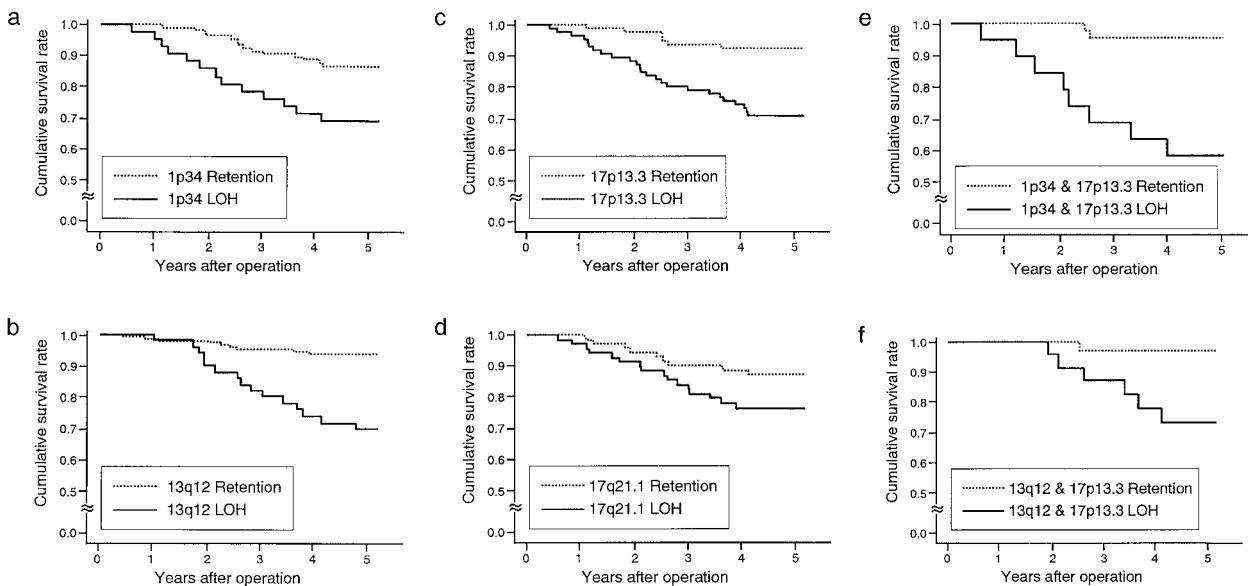 a
Cumulative survival rate
1.0
0.9
0.8
0.7
0.6
0.5
0.0
1p34 Retention
1p34 LOH
0 1 2 3 4 5
Years after operation
c
Cumulative survival rate
1.0
0.9
0.8
0.7
0.6
0.5
0.0
17p13.3 Retention
17p13.3 LOH
0 1 2 3 4 5
Years after operation
e
Cumulative survival rate
1.0
0.9
0.8
0.7
0.6
0.5
0.0
1p34 & 17p13.3 Retention
1p34 & 17p13.3 LOH
0 1 2 3 4 5
Years after operation
b
Cumulative survival rate
1.0
0.9
0.8
0.7
0.6
0.5
0.0
13q12 Retention
13q12 LOH
0 1 2 3 4 5
Years after operation
d
Cumulative survival rate
1.0
0.9
0.8
0.7
0.6
0.5
0.0
17q21.1 Retention
17q21.1 LOH
0 1 2 3 4 5
Years after operation
f
Cumulative survival rate
1.0
0.9
0.8
0.7
0.6
0.5
0.0
13q12 & 17p13.3 Retention
13q12 & 17p13.3 LOH
0 1 2 3 4 5
Years after operation